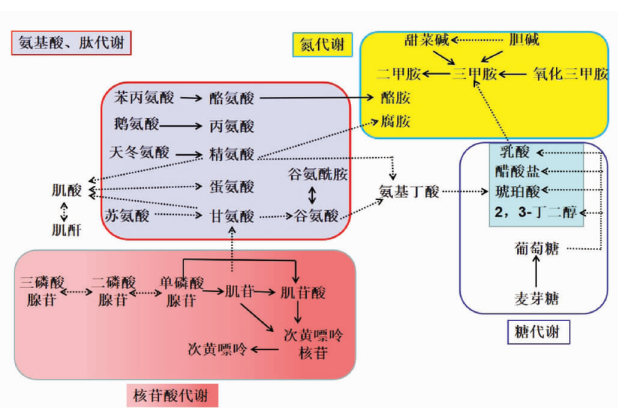 氨基酸、肽代谢
氮代谢
甜菜碱
胆碱
二甲胺
三甲胺
氧化三甲胺
苯丙氨酸
酪氨酸
酪胺
鹅氨酸
丙氨酸
腐胺
天冬氨酸
精氨酸
乳酸
醋酸盐
琥珀酸
2，3-丁二醇
肌酸
蛋氨酸
谷氨酰胺
氨基丁酸
肌酐
苏氨酸
甘氨酸
谷氨酸
葡萄糖
麦芽糖
糖代谢
三磷酸
腺苷
二磷酸
腺苷
单磷酸
腺苷
肌苷
肌苷酸
次黄嘌呤
次黄嘌呤
核苷
核苷酸代谢